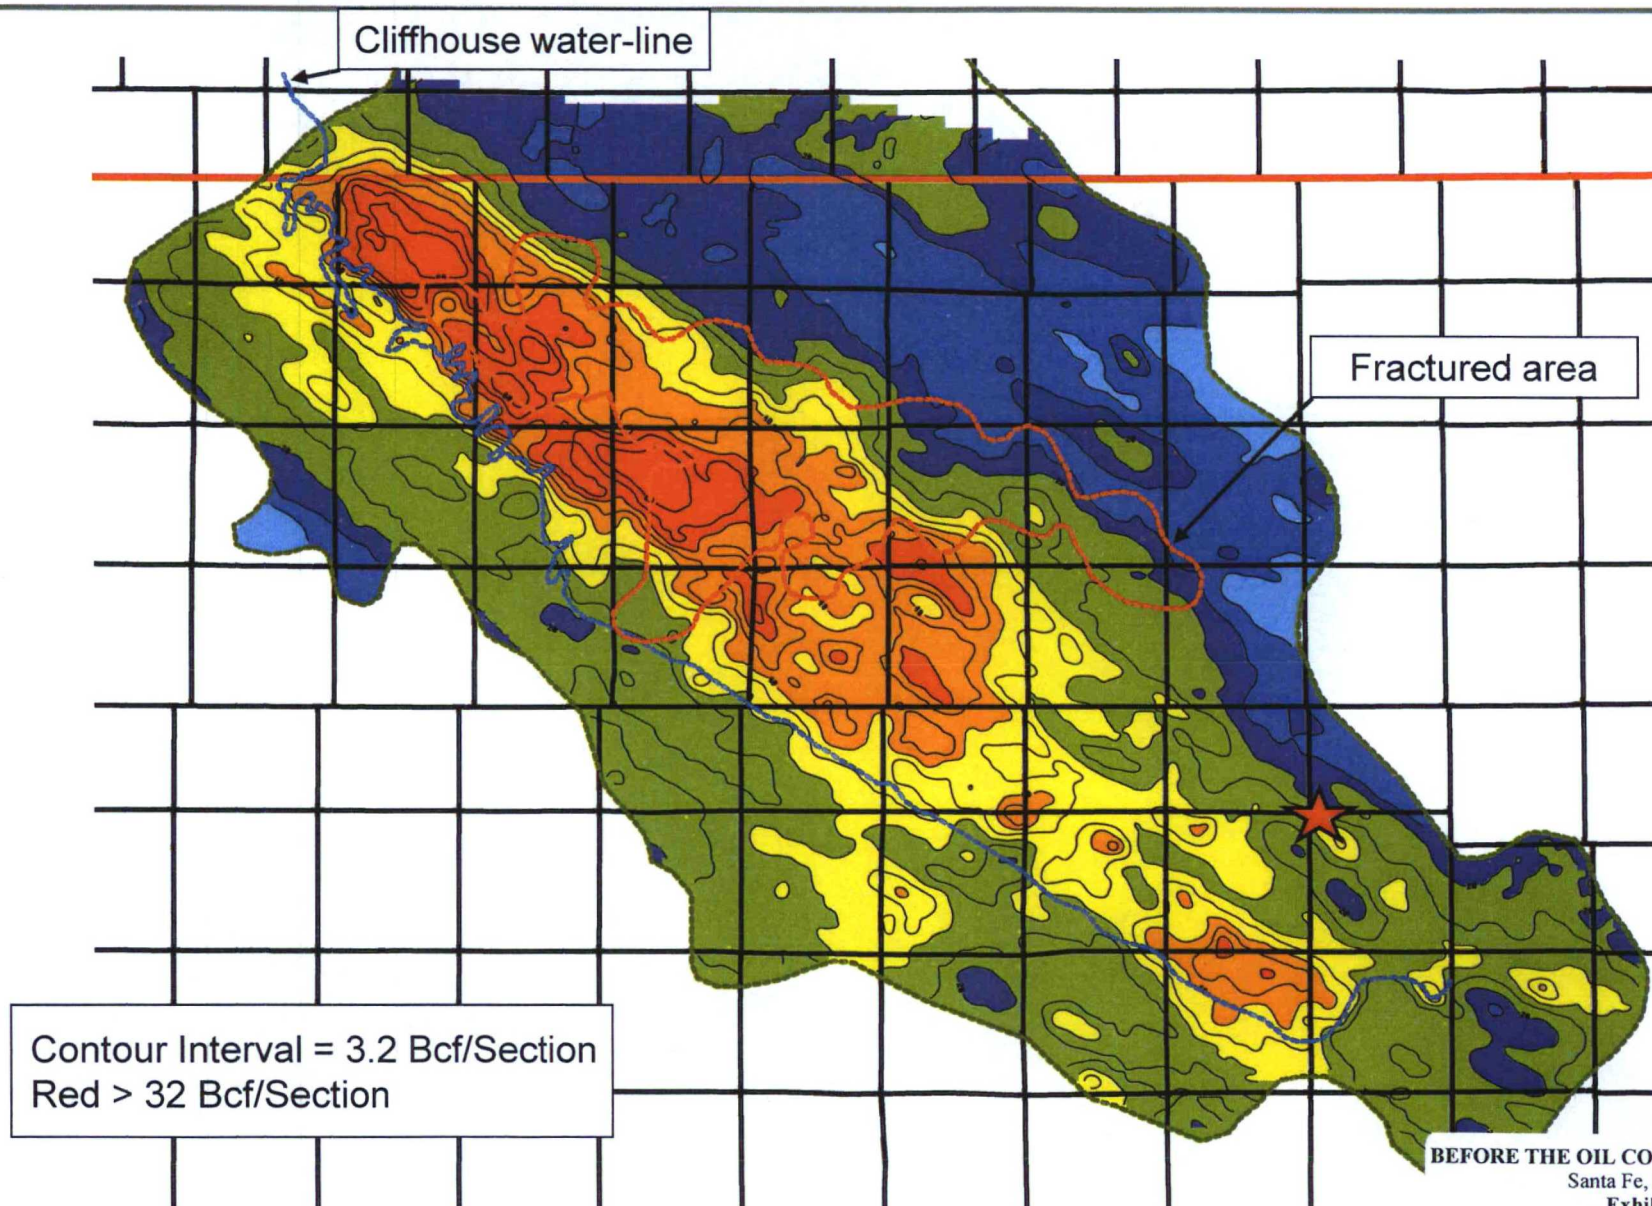 Cliffhouse water-line
Fractured area
Contour Interval = 3.2 Bcf/Section
Red > 32 Bcf/Section
BEFORE THE OIL CO
Santa Fe,
Exhi